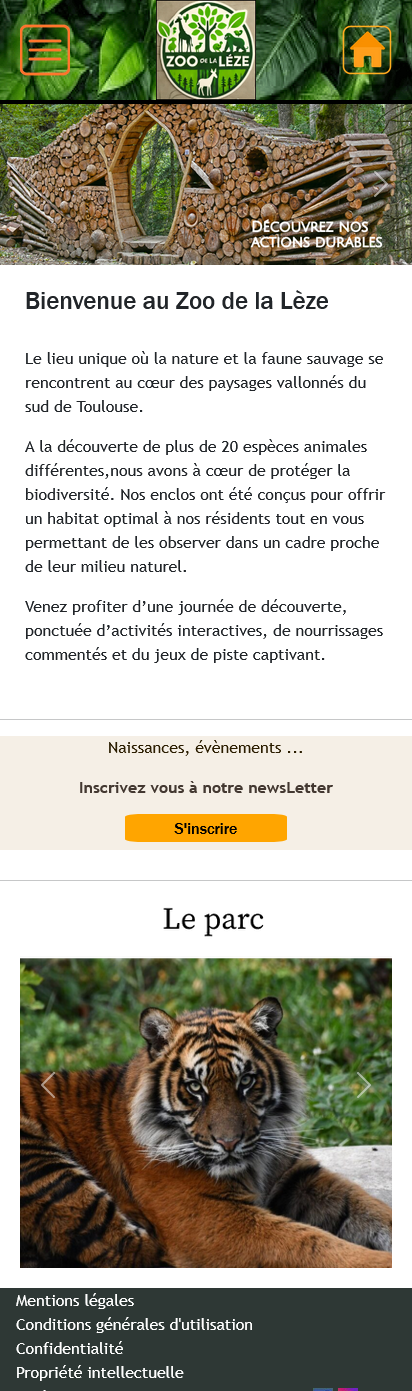 ZOO DE LA LÈZE
DÉCOUVREZ NOS
ACTIONS DURABLES
Bienvenue au Zoo de la Lèze
Le lieu unique où la nature et la faune sauvage se
rencontrent au cœur des paysages vallonnés du
sud de Toulouse.
A la découverte de plus de 20 espèces animales
différentes,nous avons à cœur de protéger la
biodiversité. Nos enclos ont été conçus pour offrir
un habitat optimal à nos résidents tout en vous
permettant de les observer dans un cadre proche
de leur milieu naturel.
Venez profiter d’une journée de découverte,
ponctuée d’activités interactives, de nourrissages
commentés et du jeux de piste captivant.
Naissances, évènements ...
Inscrivez vous à notre newsLetter
S'inscrire
Le parc
Mentions légales
Conditions générales d'utilisation
Confidentialité
Propriété intellectuelle